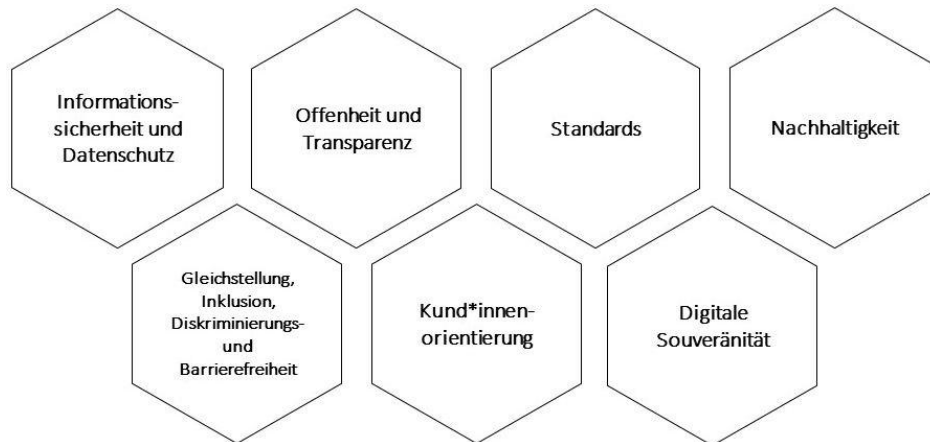 Informations-
sicherheit und
Datenschutz
Offenheit und
Transparenz
Standards
Nachhaltigkeit
Gleichstellung,
Inklusion,
Diskriminierungs-
und
Barrierefreiheit
Kund*innen-
orientierung
Digitale
Souveränität